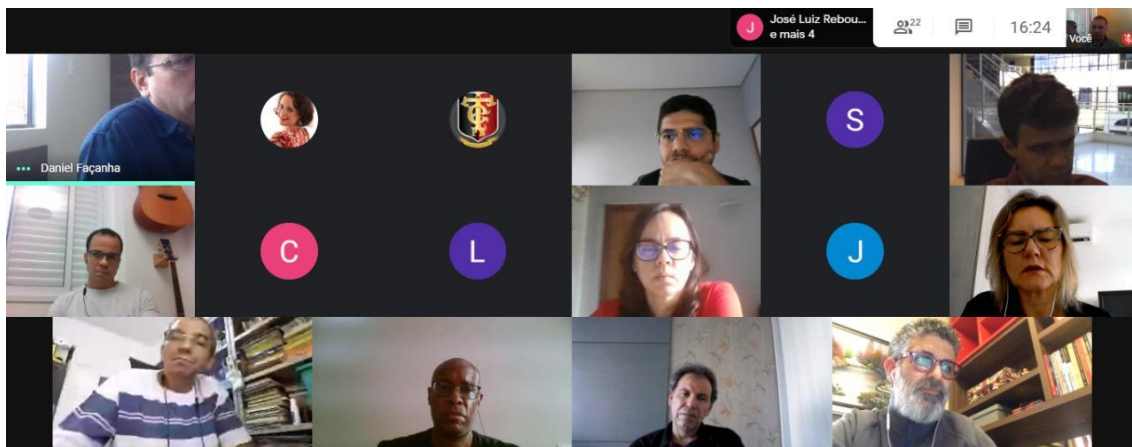 J
José Luiz Rebou...
e mais 4
22
16:24
Você
Daniel Façanha
S
C
L
J